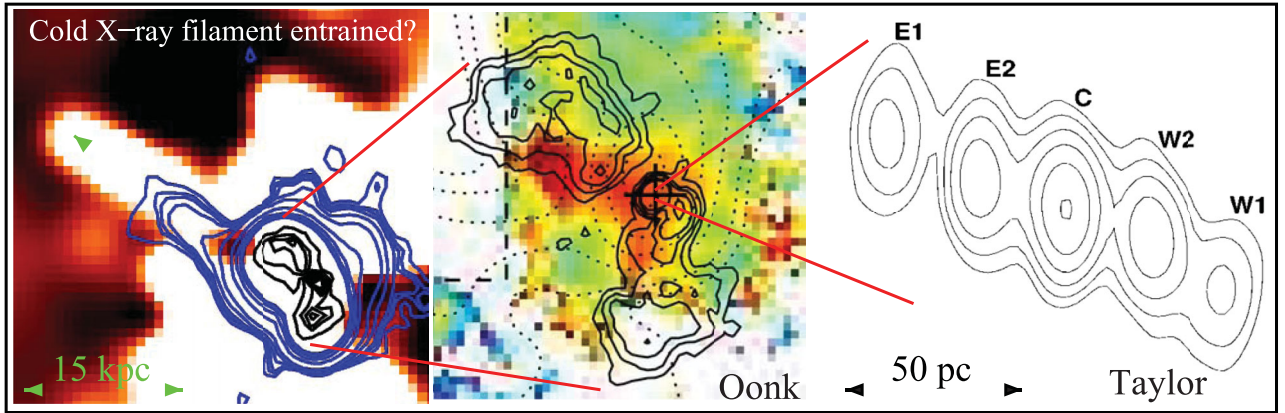 Cold X−ray filament entrained?
15 kpc
Oonk
E1
E2
C
W2
W1
50 pc
Taylor